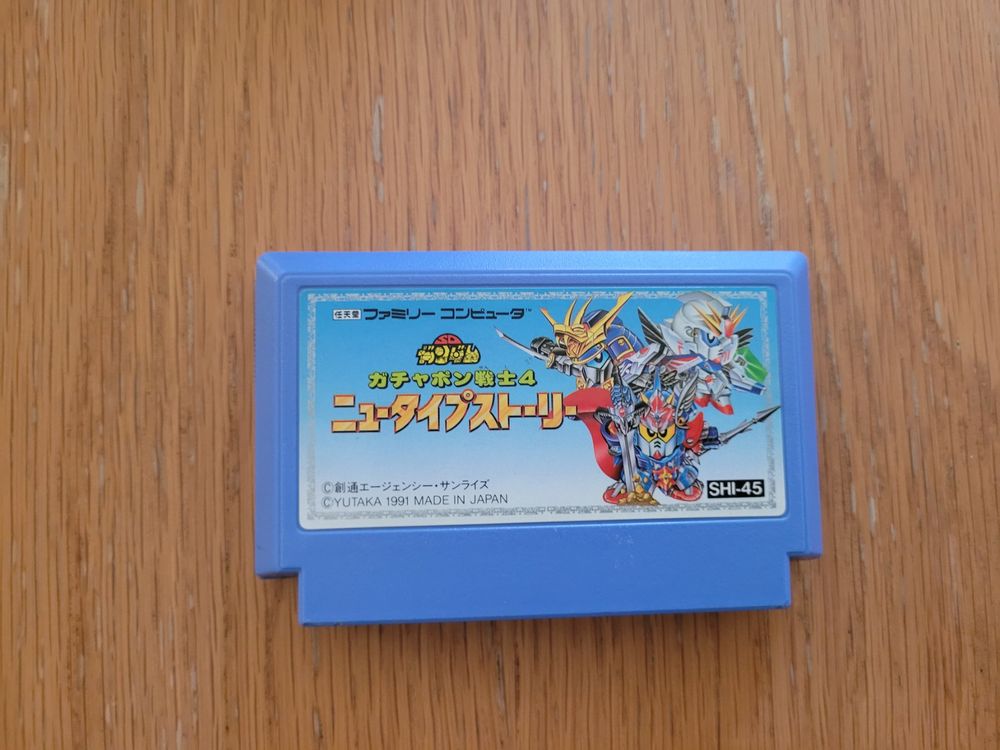 任天堂 ファミリー コンピュータ™
SD
ガンダム
ガチャポン戦士4
ニュータイプストーリー
©創通エージェンシー・サンライズ
©YUTAKA 1991 MADE IN JAPAN
SHI-45